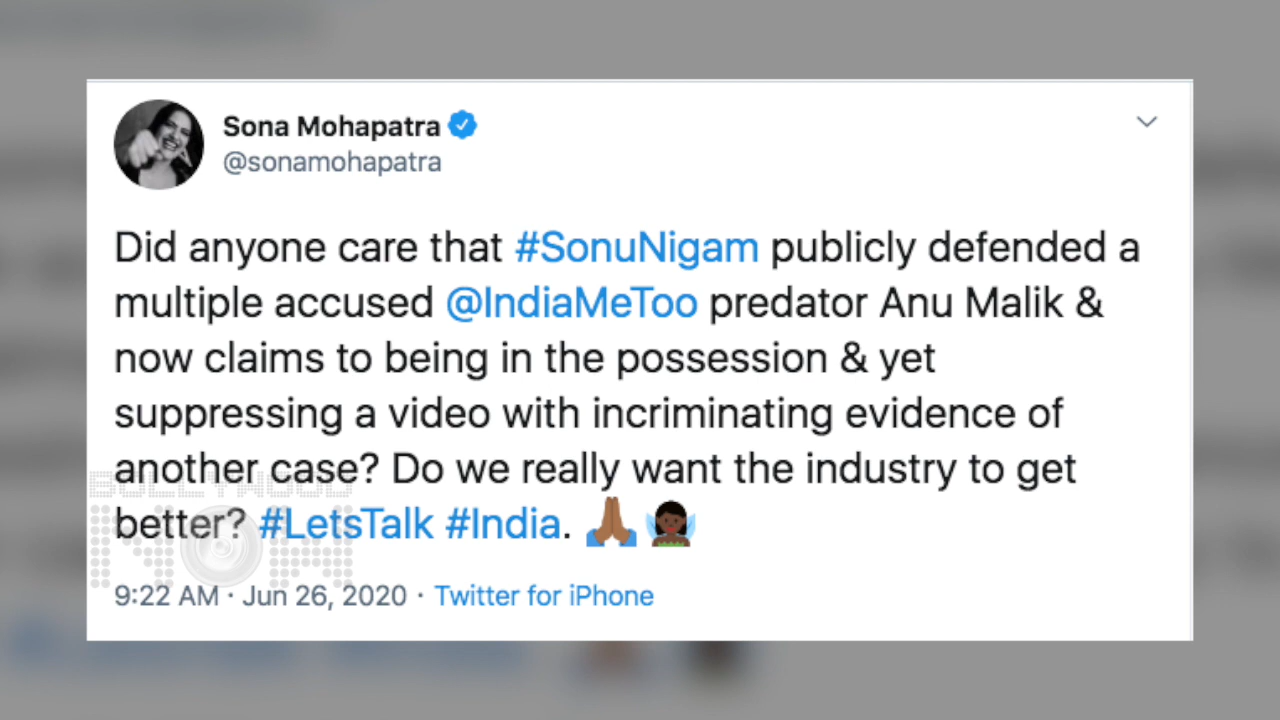 Sona Mohapatra
@sonamohapatra
Did anyone care that #SonuNigam publicly defended a
multiple accused @IndiaMeToo predator Anu Malik &
now claims to being in the possession & yet
suppressing a video with incriminating evidence of
another case? Do we really want the industry to get
better? #LetsTalk #India. 🙏🏾 🧚🏿‍♀️
BOLLYWOOD
NOW
9:22 AM · Jun 26, 2020 · Twitter for iPhone